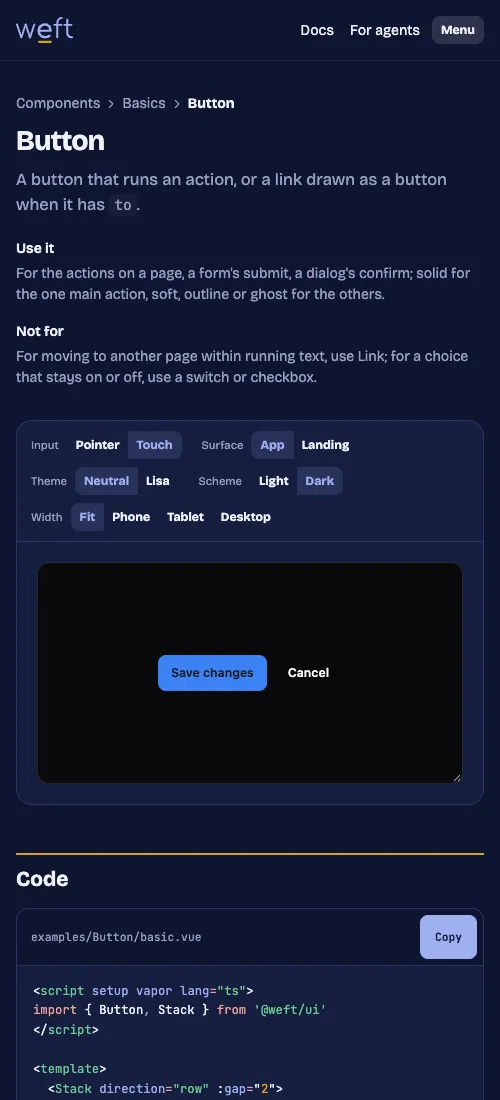 weft
Docs For agents Menu
Components > Basics > Button
Button
A button that runs an action, or a link drawn as a button
when it has to.
Use it
For the actions on a page, a form's submit, a dialog's confirm; solid for
the one main action, soft, outline or ghost for the others.
Not for
For moving to another page within running text, use Link; for a choice
that stays on or off, use a switch or checkbox.
Input Pointer Touch Surface App Landing
Theme Neutral Lisa Scheme Light Dark
Width Fit Phone Tablet Desktop
Save changes Cancel
Code
examples/Button/basic.vue Copy
<script setup vapor lang="ts">
import { Button, Stack } from '@weft/ui'
</script>
<template>
  <Stack direction="row" :gap="2">